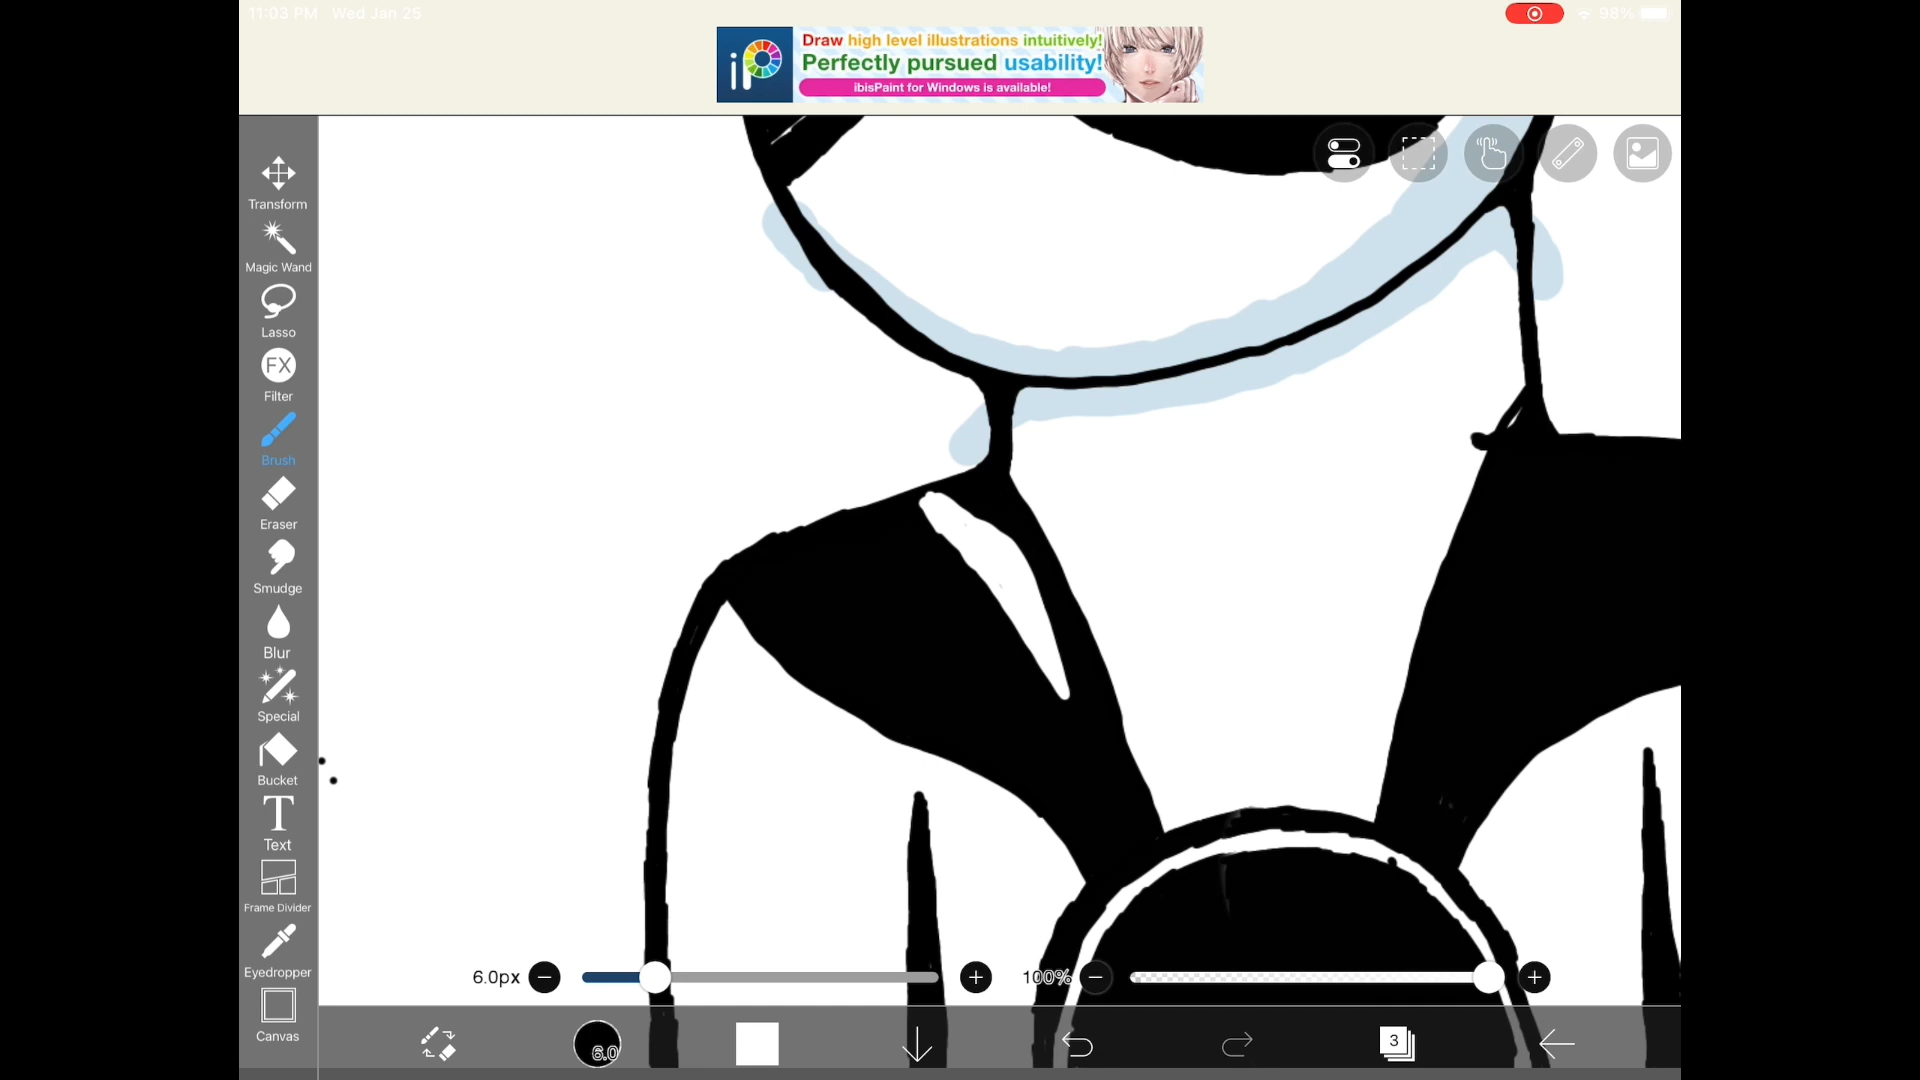 11:03 PM Wed Jan 25
98%
iP
Draw high level illustrations intuitively!
Perfectly pursued usability!
ibisPaint for Windows is available!
Transform
Magic Wand
Lasso
FX
Filter
Brush
Eraser
Smudge
Blur
Special
Bucket
T
Text
Frame Divider
Eyedropper
Canvas
6.0px
100%
6.0
3